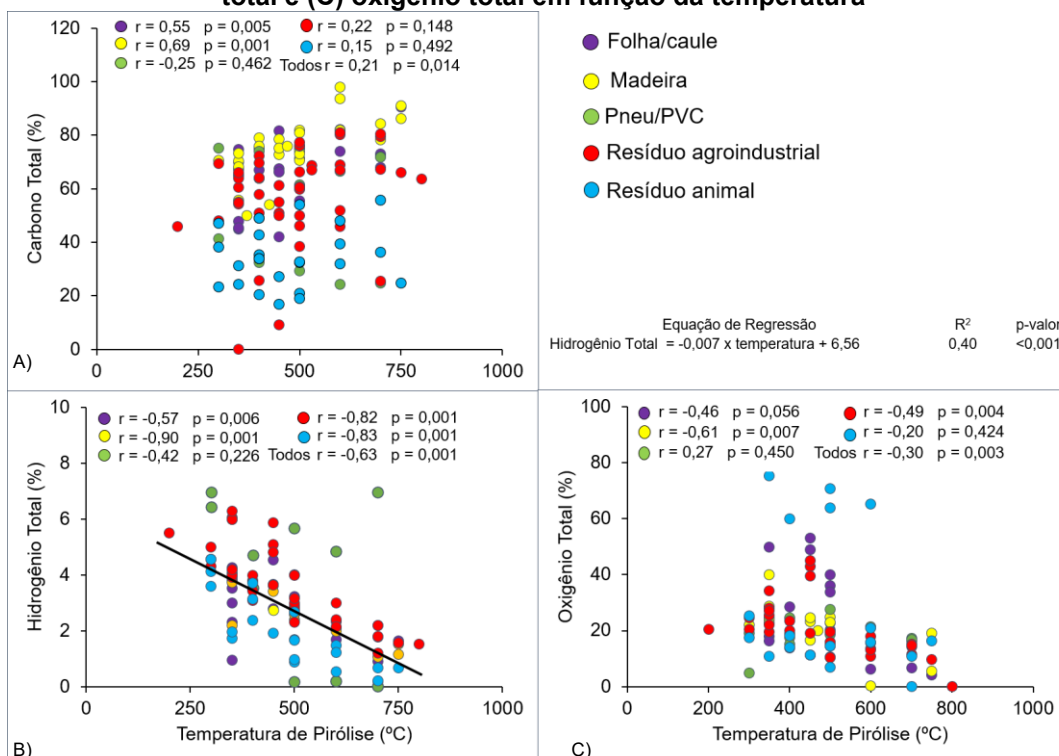 total e (C) oxigênio total em função da temperatura
A)
120
100
80
60
40
20
0
Carbono Total (%)
r = 0,55 p = 0,005
r = 0,22 p = 0,148
r = 0,69 p = 0,001
r = 0,15 p = 0,492
r = -0,25 p = 0,462
Todos r = 0,21 p = 0,014
0 250 500 750 1000
Folha/caule
Madeira
Pneu/PVC
Resíduo agroindustrial
Resíduo animal
Equação de Regressão R² p-valor
Hidrogênio Total = -0,007 x temperatura + 6,56 0,40 <0,001
B)
10
8
6
4
2
0
Hidrogênio Total (%)
r = -0,57 p = 0,006
r = -0,82 p = 0,001
r = -0,90 p = 0,001
r = -0,83 p = 0,001
r = -0,42 p = 0,226
Todos r = -0,63 p = 0,001
0 250 500 750 1000
Temperatura de Pirólise (ºC)
C)
100
80
60
40
20
0
Oxigênio Total (%)
r = -0,46 p = 0,056
r = -0,49 p = 0,004
r = -0,61 p = 0,007
r = -0,20 p = 0,424
r = 0,27 p = 0,450
Todos r = -0,30 p = 0,003
0 200 400 600 800 1000
Temperatura de Pirólise (ºC)